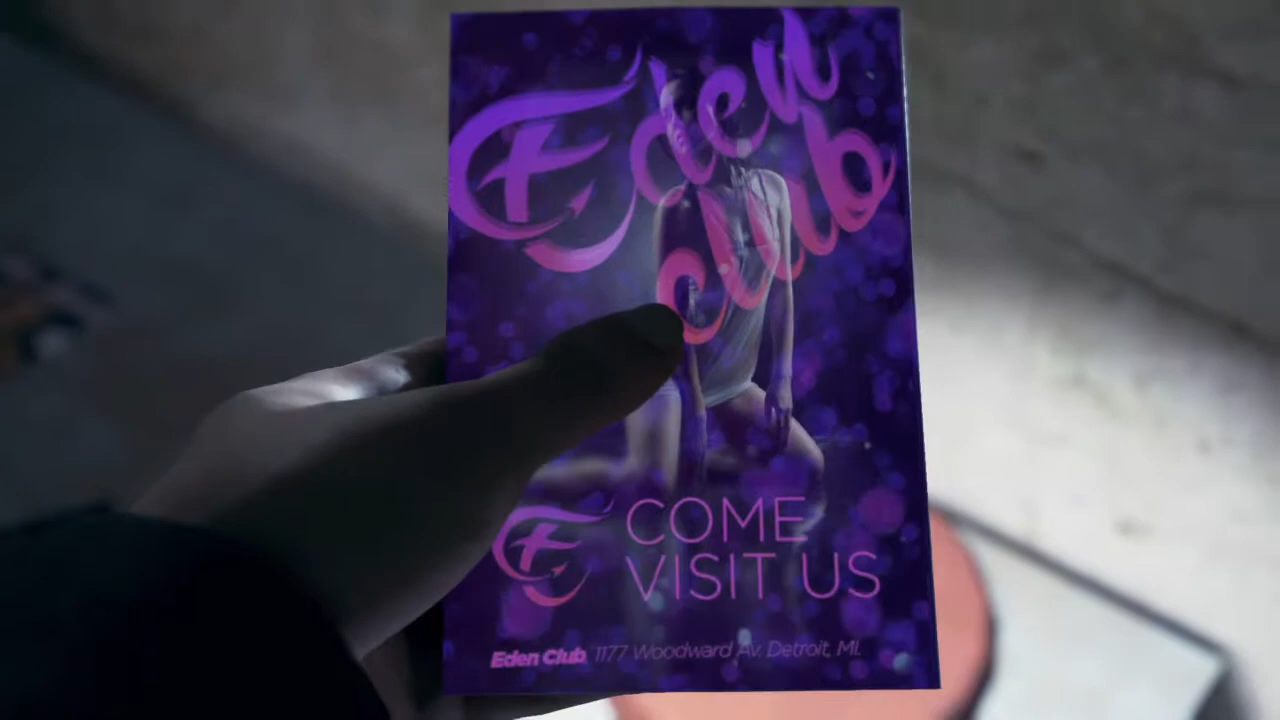 Eden
club
COME
VISIT US
Eden Club 1177 Woodward Av. Detroit, MI.